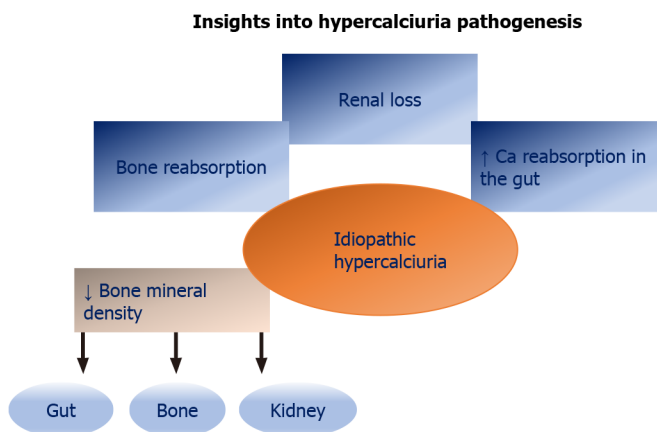 Insights into hypercalciuria pathogenesis
Renal loss
Bone reabsorption
↑ Ca reabsorption in
the gut
Idiopathic
hypercalciuria
↓ Bone mineral
density
Gut
Bone
Kidney